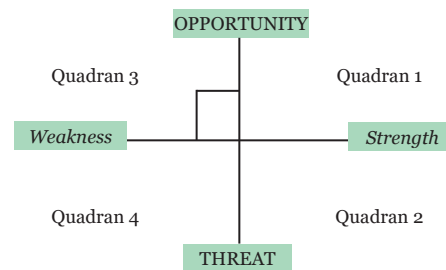 OPPORTUNITY
Quadran 3
Quadran 1
Weakness
Strength
Quadran 4
Quadran 2
THREAT